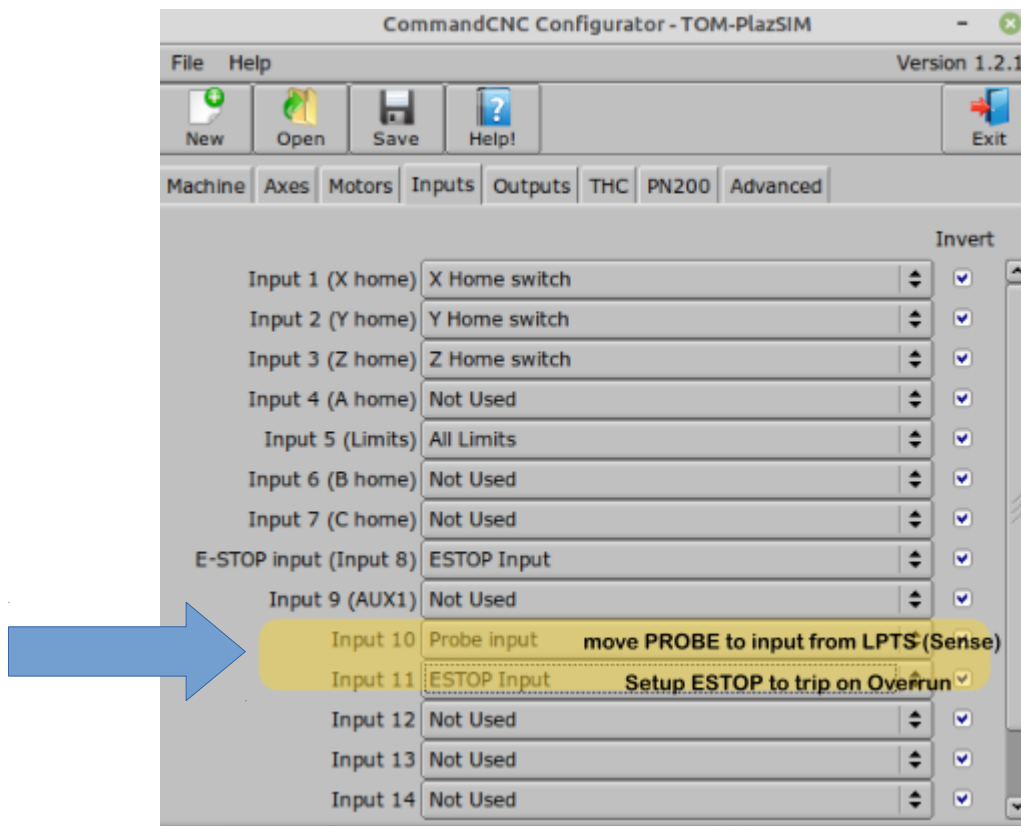 CommandCNC Configurator - TOM-PlazSIM
File Help Version 1.2.1
New Open Save Help! Exit
Machine Axes Motors Inputs Outputs THC PN200 Advanced
Invert
Input 1 (X home) X Home switch
Input 2 (Y home) Y Home switch
Input 3 (Z home) Z Home switch
Input 4 (A home) Not Used
Input 5 (Limits) All Limits
Input 6 (B home) Not Used
Input 7 (C home) Not Used
E-STOP input (Input 8) ESTOP Input
Input 9 (AUX1) Not Used
Input 10 Probe input move PROBE to input from LPTS (Sense)
Input 11 ESTOP Input Setup ESTOP to trip on Overrun
Input 12 Not Used
Input 13 Not Used
Input 14 Not Used